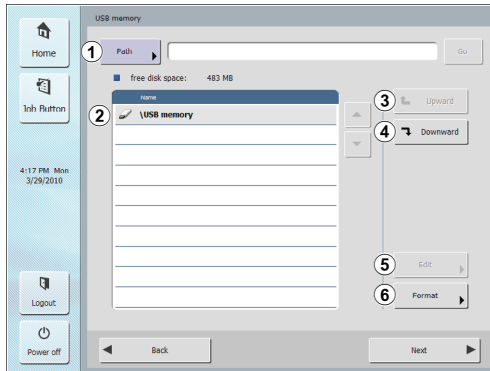 USB memory
Home
Job Button
4:17 PM Mon
3/29/2010
Logout
Power off
1
Path
Go
free disk space: 483 MB
Name
2
\USB memory
3
Upward
4
Downward
5
Edit
6
Format
Back
Next